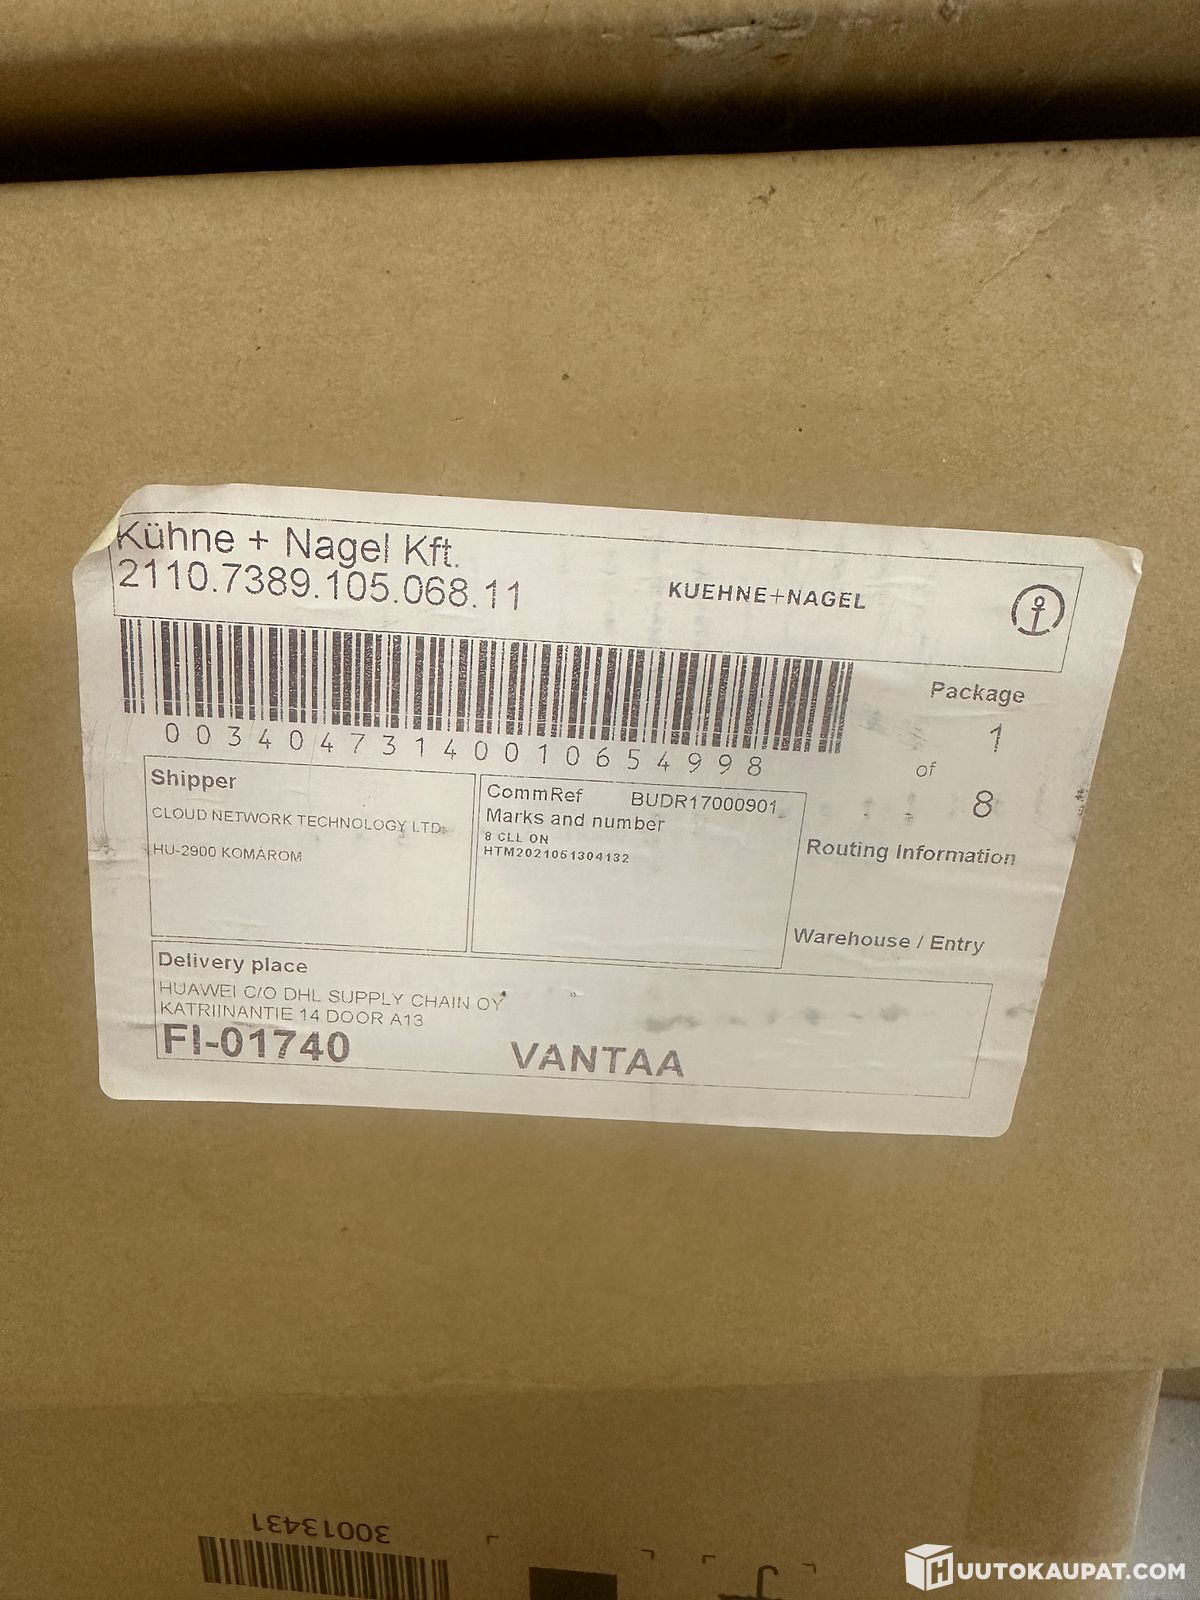 Kühne + Nagel Kft.
2110.7389.105.068.11
KUEHNE+NAGEL
00340473140010654998
Package
1
of
8
Shipper
CLOUD NETWORK TECHNOLOGY LTD.
HU-2900 KOMÁROM
CommRef BUDR17000901
Marks and number
8 CLL ON
HTM2021051304132
Routing Information
Warehouse / Entry
Delivery place
HUAWEI C/O DHL SUPPLY CHAIN OY
KATRIINANTIE 14 DOOR A13
FI-01740 VANTAA
30013431
HUUTOKAUPAT.COM